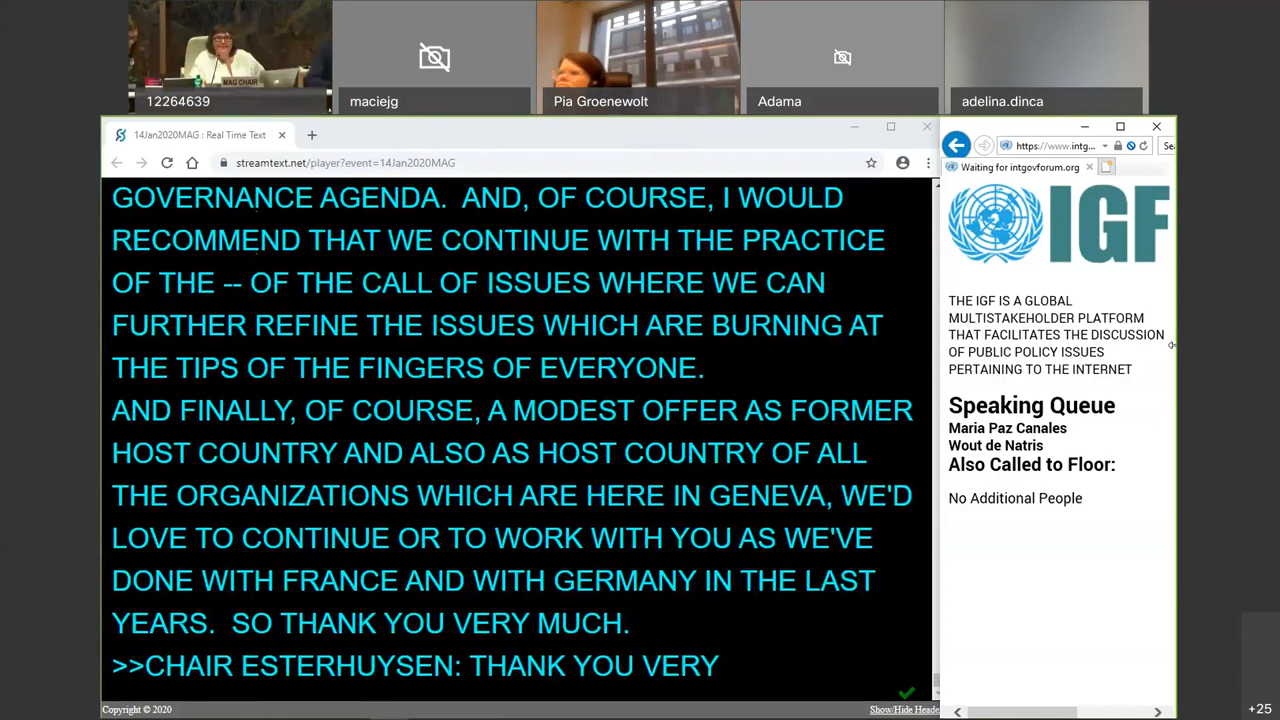 MAG CHAIR
12264639
maciejg
Pia Groenewolt
Adama
adelina.dinca
14Jan2020MAG : Real Time Text
streamtext.net/player?event=14Jan2020MAG
GOVERNANCE AGENDA.  AND, OF COURSE, I WOULD
RECOMMEND THAT WE CONTINUE WITH THE PRACTICE
OF THE -- OF THE CALL OF ISSUES WHERE WE CAN
FURTHER REFINE THE ISSUES WHICH ARE BURNING AT
THE TIPS OF THE FINGERS OF EVERYONE.
AND FINALLY, OF COURSE, A MODEST OFFER AS FORMER
HOST COUNTRY AND ALSO AS HOST COUNTRY OF ALL
THE ORGANIZATIONS WHICH ARE HERE IN GENEVA, WE'D
LOVE TO CONTINUE OR TO WORK WITH YOU AS WE'VE
DONE WITH FRANCE AND WITH GERMANY IN THE LAST
YEARS.  SO THANK YOU VERY MUCH.
>>CHAIR ESTERHUYSEN: THANK YOU VERY
Copyright © 2020
Show/Hide Heade
https://www.intg...
Sea
Waiting for intgovforum.org
IGF
THE IGF IS A GLOBAL
MULTISTAKEHOLDER PLATFORM
THAT FACILITATES THE DISCUSSION
OF PUBLIC POLICY ISSUES
PERTAINING TO THE INTERNET
Speaking Queue
Maria Paz Canales
Wout de Natris
Also Called to Floor:
No Additional People
+25